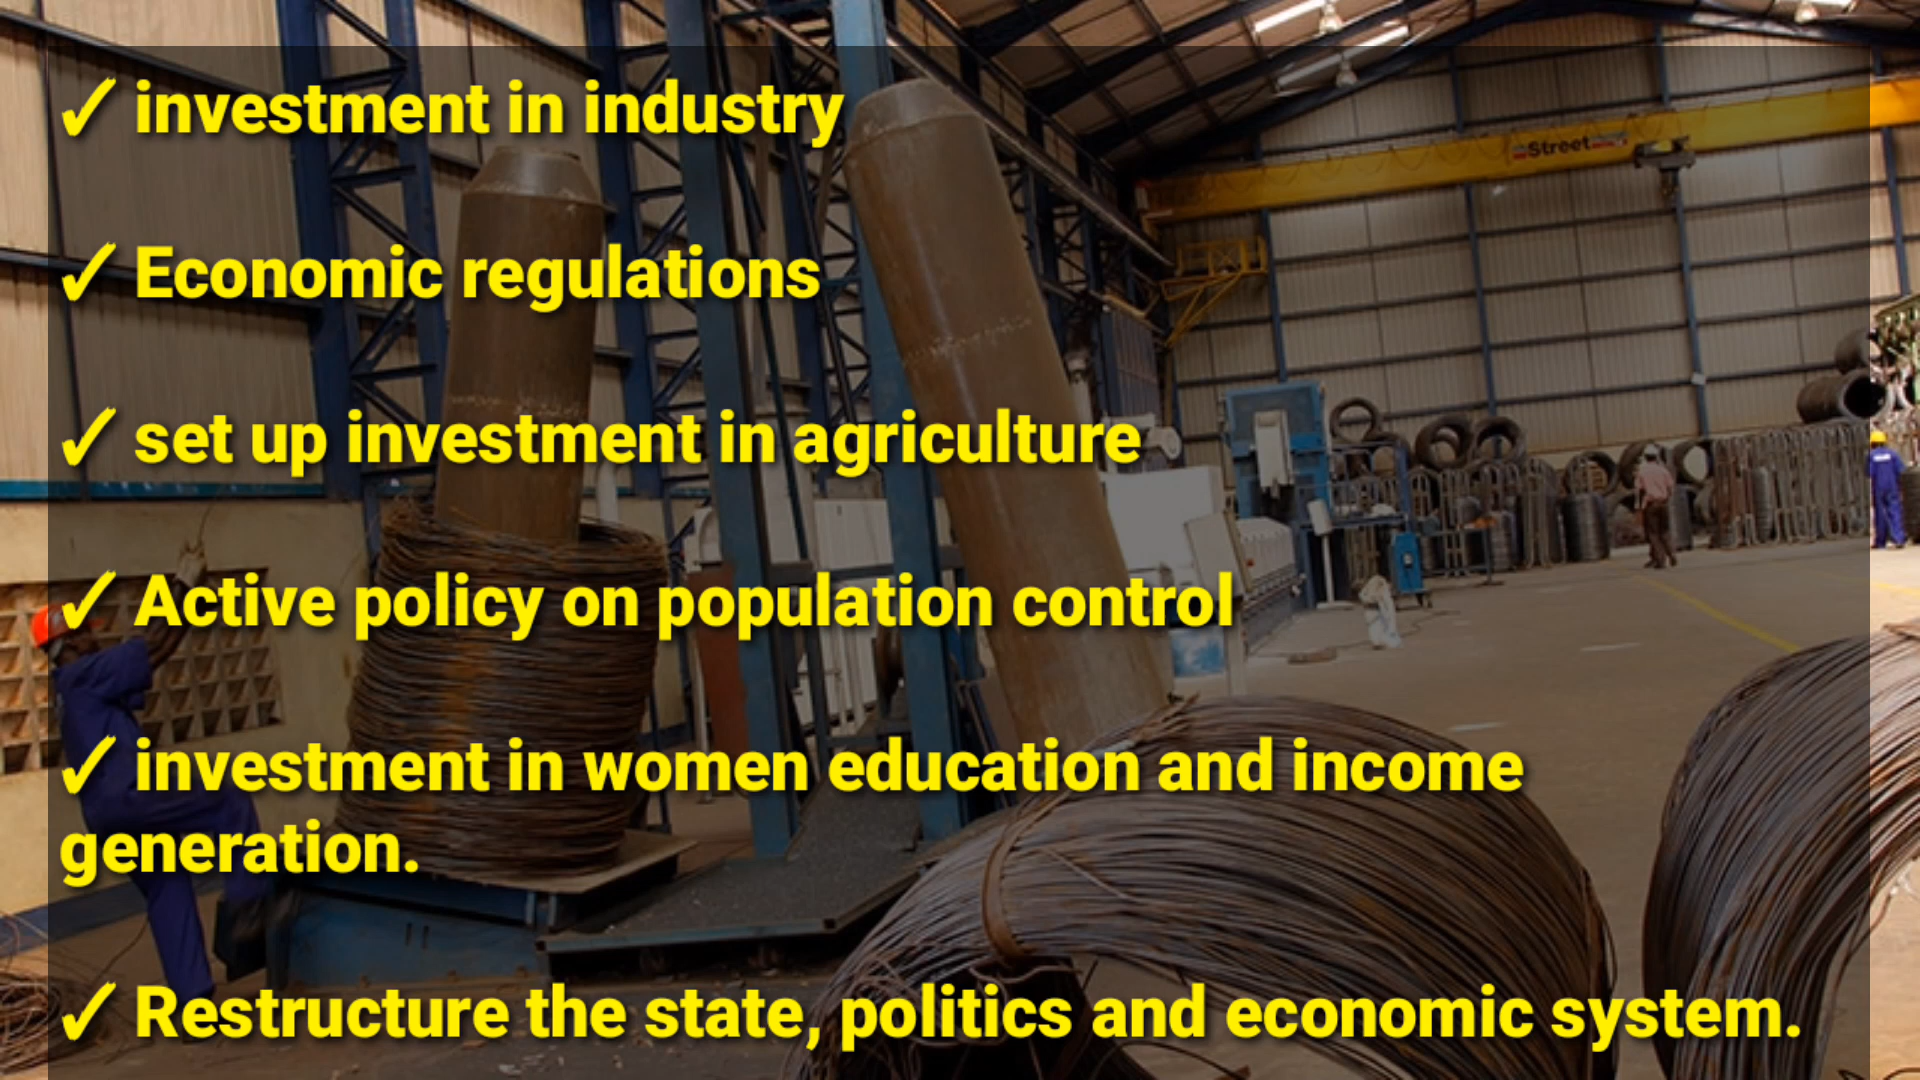 ✓ investment in industry
Street
✓ Economic regulations
✓ set up investment in agriculture
✓ Active policy on population control
✓ investment in women education and income
generation.
✓ Restructure the state, politics and economic system.